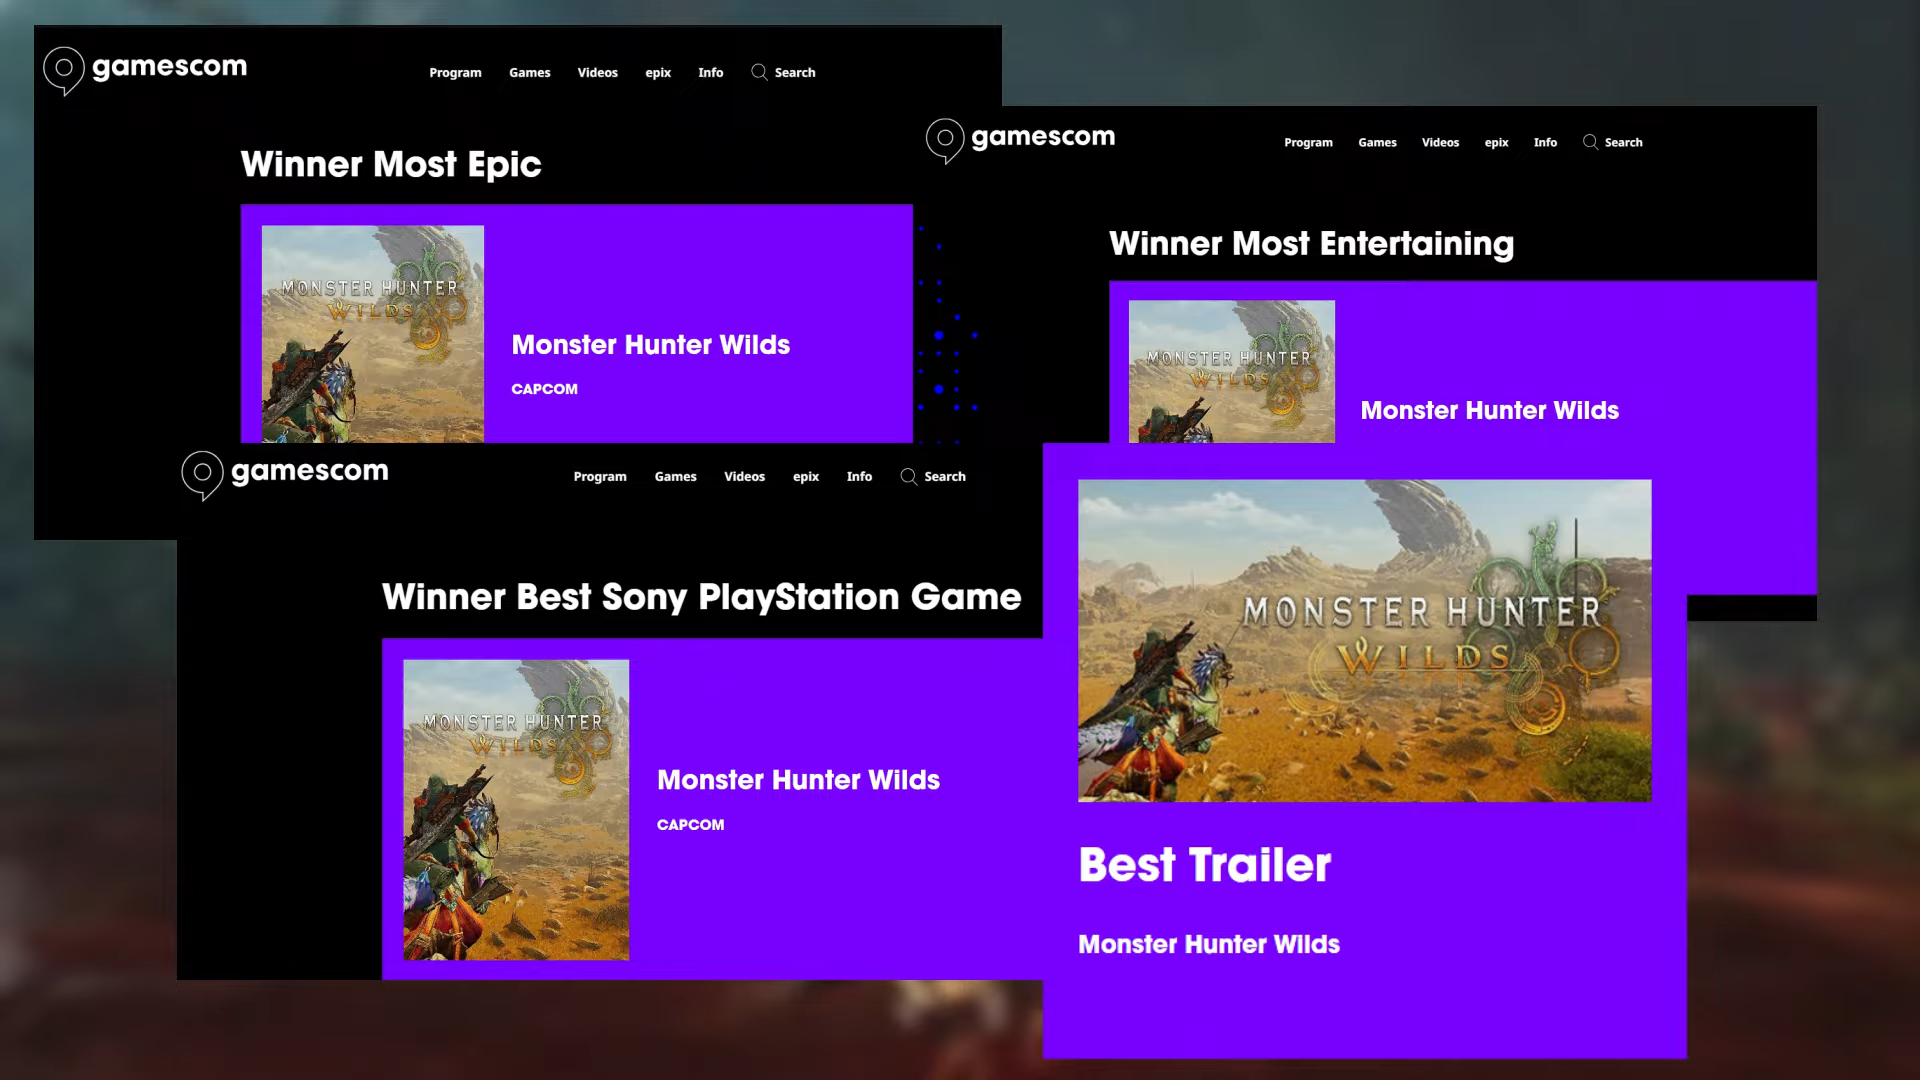 gamescom
Program Games Videos epix Info Search
Winner Most Epic
MONSTER HUNTER
WILDS
Monster Hunter Wilds
CAPCOM
gamescom
Program Games Videos epix Info Search
Winner Most Entertaining
MONSTER HUNTER
WILDS
Monster Hunter Wilds
gamescom
Program Games Videos epix Info Search
Winner Best Sony PlayStation Game
MONSTER HUNTER
WILDS
Monster Hunter Wilds
CAPCOM
MONSTER HUNTER
WILDS
Best Trailer
Monster Hunter Wilds